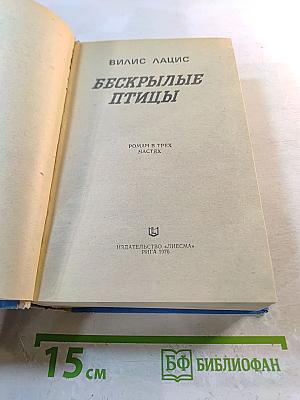 ВИЛИС ЛАЦИС
БЕСКРЫЛЫЕ
ПТИЦЫ
РОМАН В ТРЕХ
ЧАСТЯХ
ИЗДАТЕЛЬСТВО «ЛИЕСМА»
РИГА 1976
15 см
БФ БИБЛИОФАН